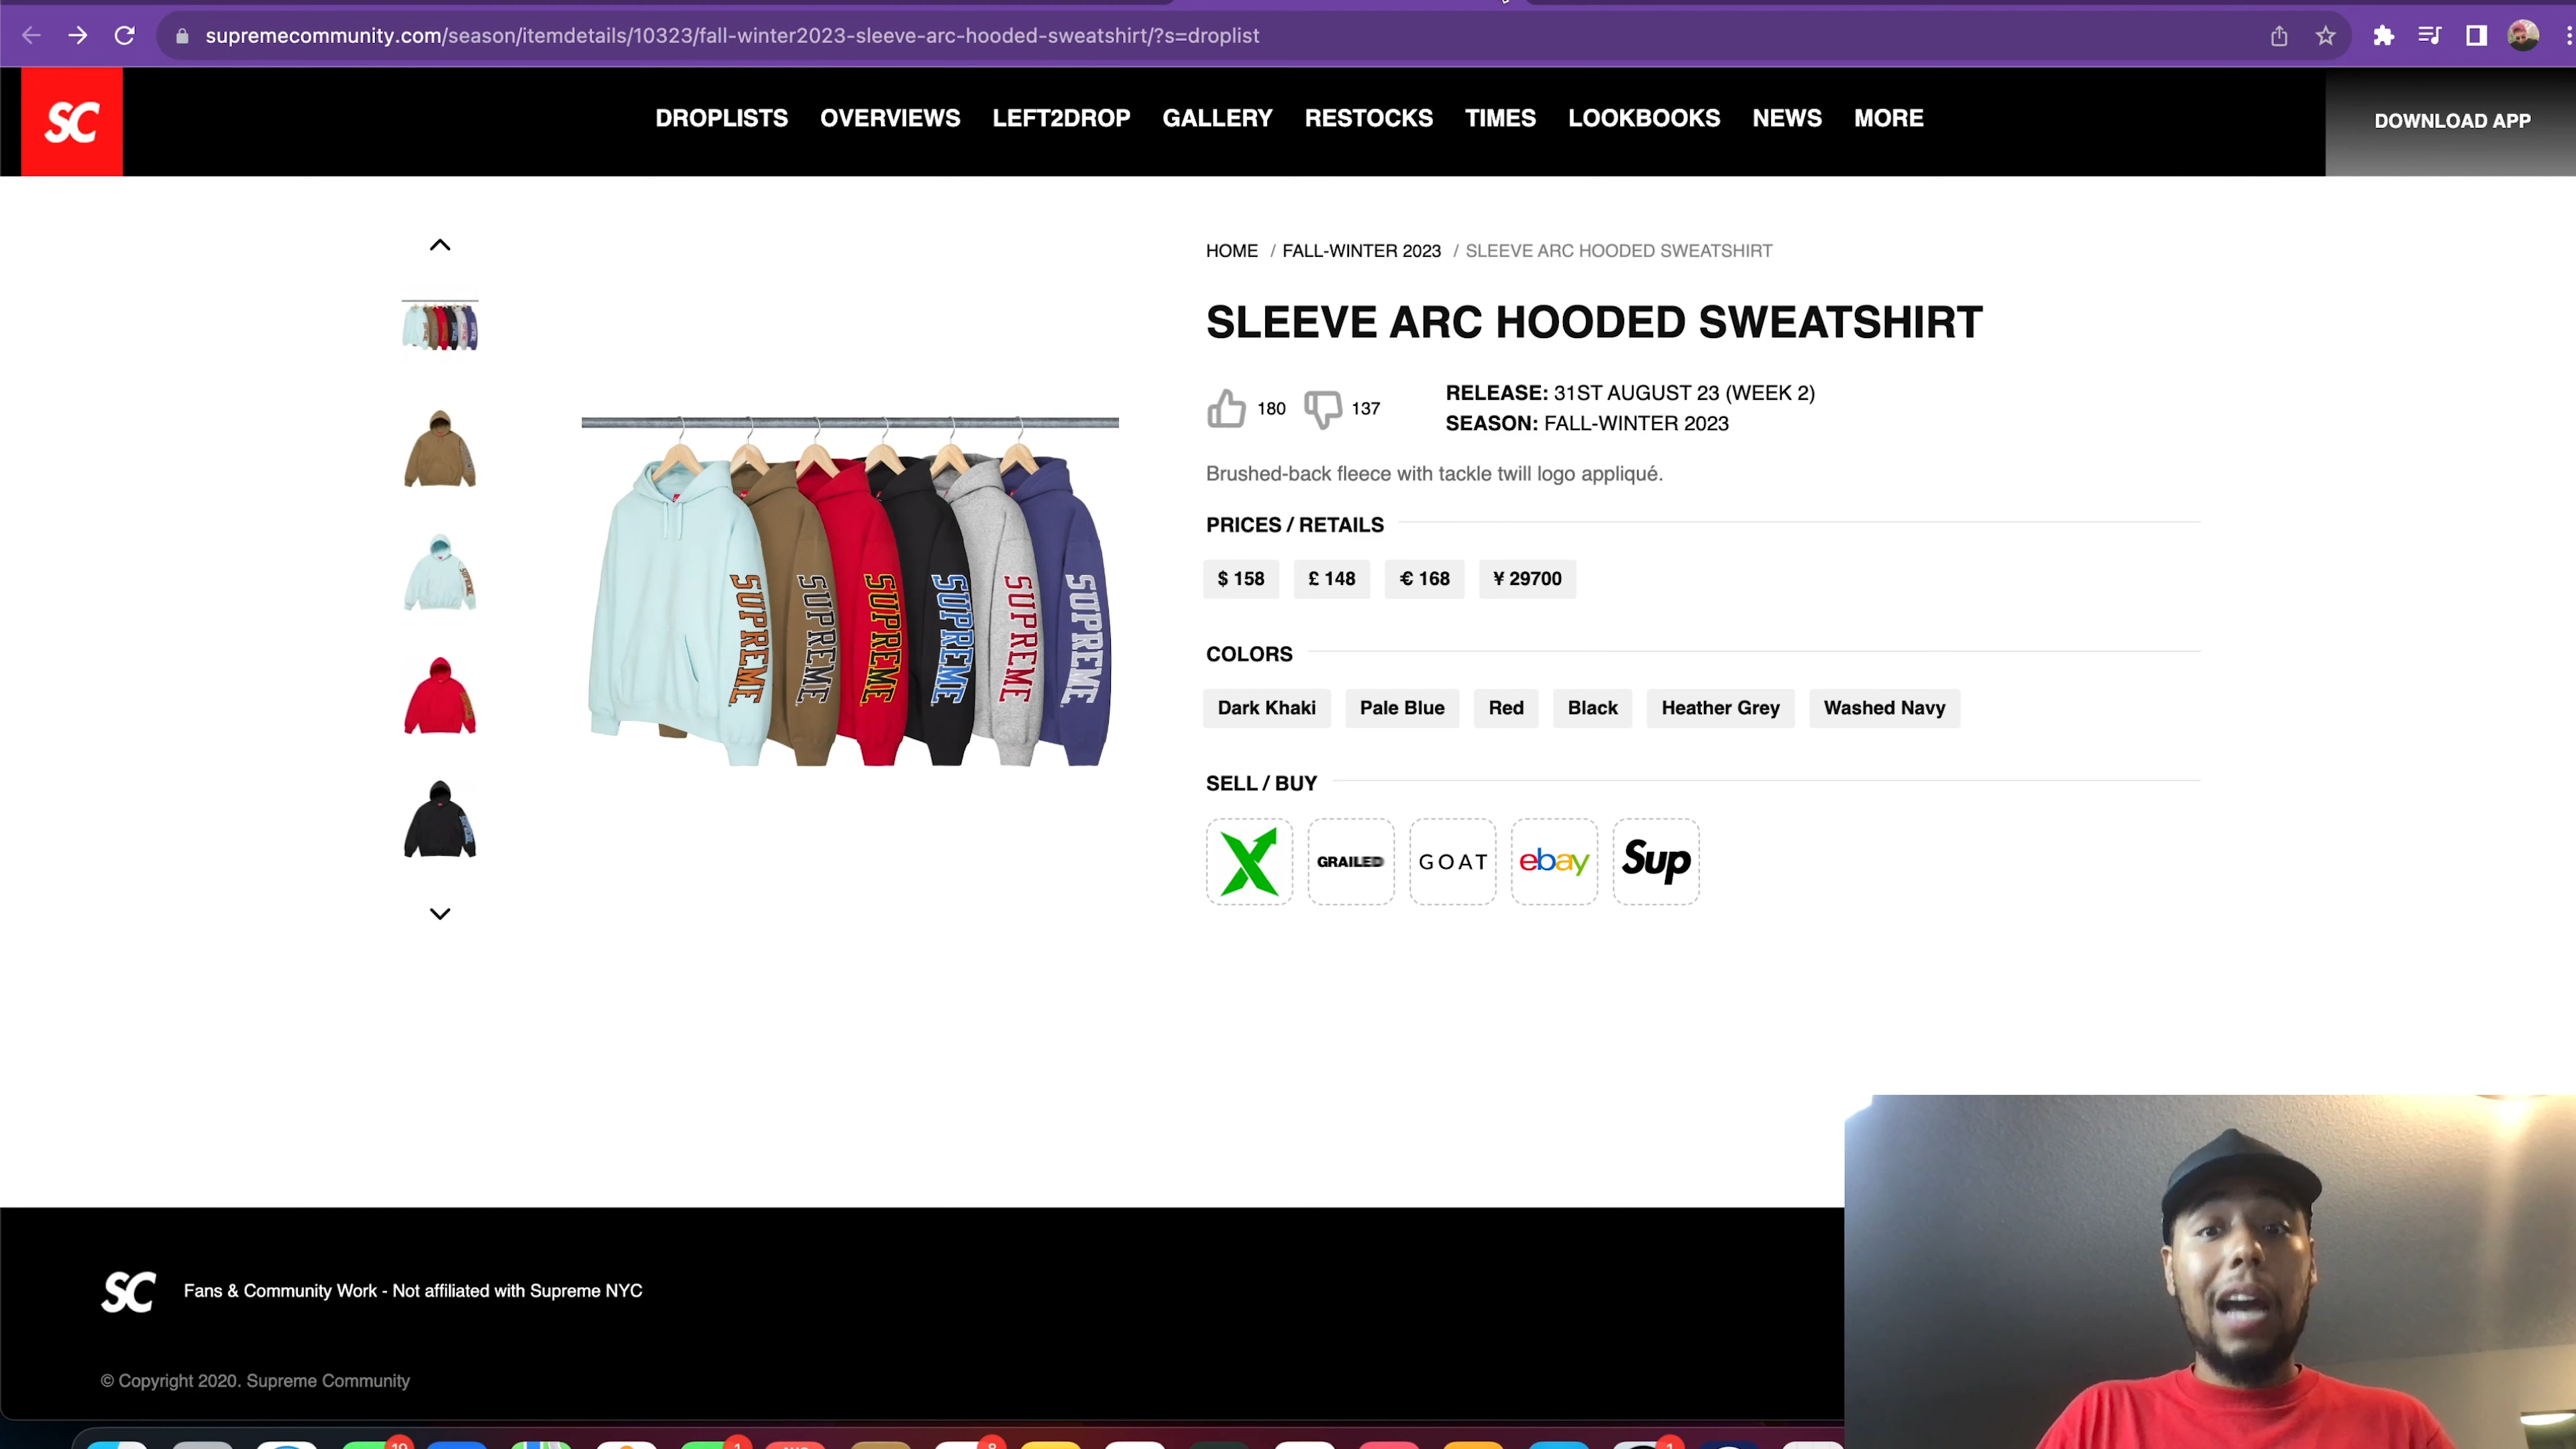 supremecommunity.com/season/itemdetails/10323/fall-winter2023-sleeve-arc-hooded-sweatshirt/?s=droplist
SC
DROPLISTS OVERVIEWS LEFT2DROP GALLERY RESTOCKS TIMES LOOKBOOKS NEWS MORE
DOWNLOAD APP
HOME / FALL-WINTER 2023 / SLEEVE ARC HOODED SWEATSHIRT
SLEEVE ARC HOODED SWEATSHIRT
180 137
RELEASE: 31ST AUGUST 23 (WEEK 2)
SEASON: FALL-WINTER 2023
Brushed-back fleece with tackle twill logo appliqué.
PRICES / RETAILS
$ 158 £ 148 € 168 ¥ 29700
COLORS
Dark Khaki Pale Blue Red Black Heather Grey Washed Navy
SELL / BUY
GRAILED GOAT ebay Sup
SUPREME SUPREME SUPREME SUPREME SUPREME SUPREME
SC Fans & Community Work - Not affiliated with Supreme NYC
© Copyright 2020. Supreme Community